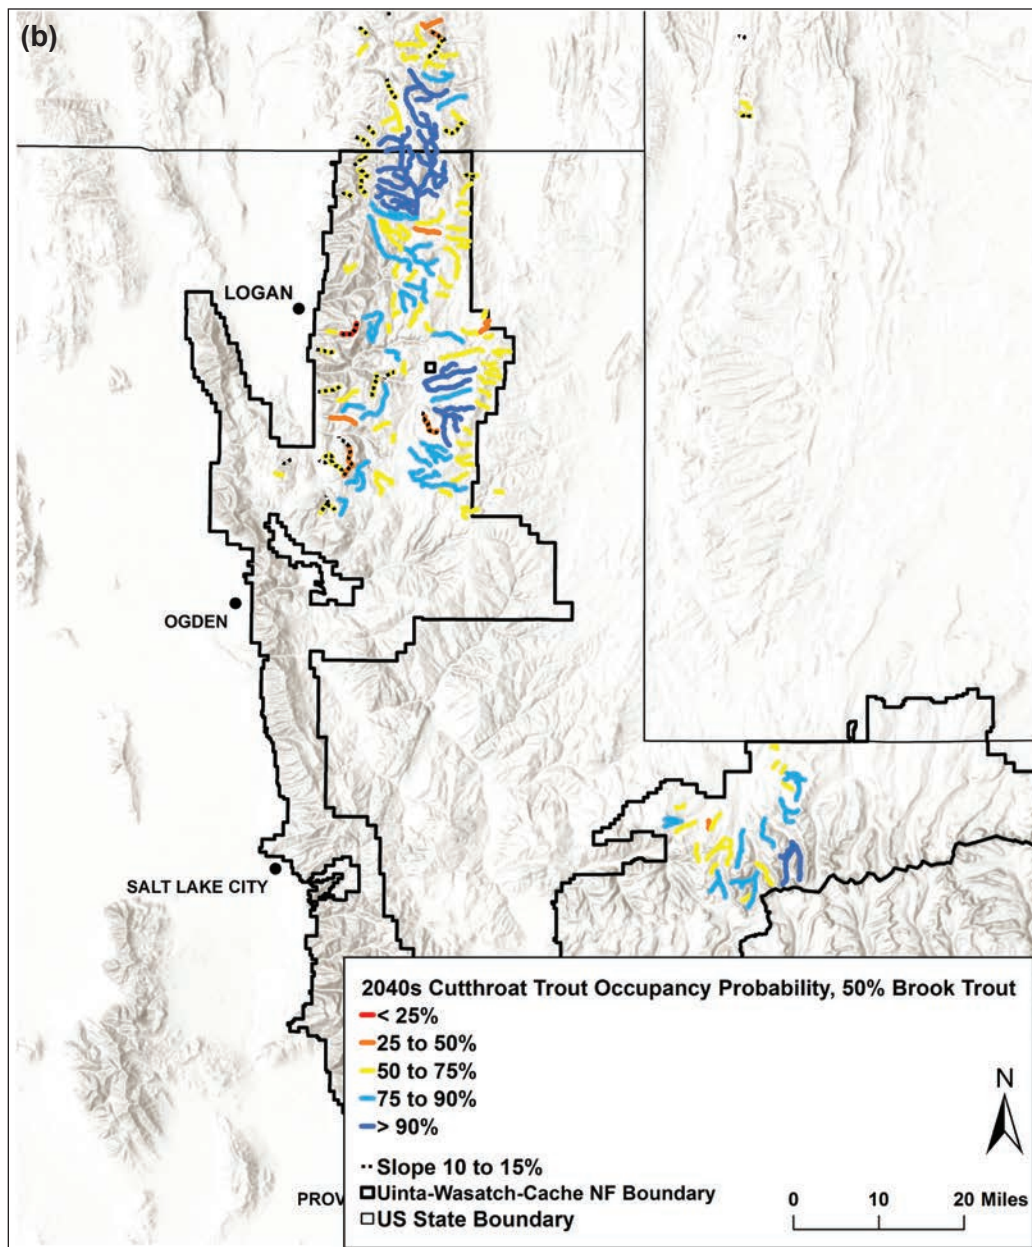 (b)
LOGAN
OGDEN
SALT LAKE CITY
PROV
2040s Cutthroat Trout Occupancy Probability, 50% Brook Trout
< 25%
25 to 50%
50 to 75%
75 to 90%
> 90%
Slope 10 to 15%
Uinta-Wasatch-Cache NF Boundary
US State Boundary
N
0 10 20 Miles